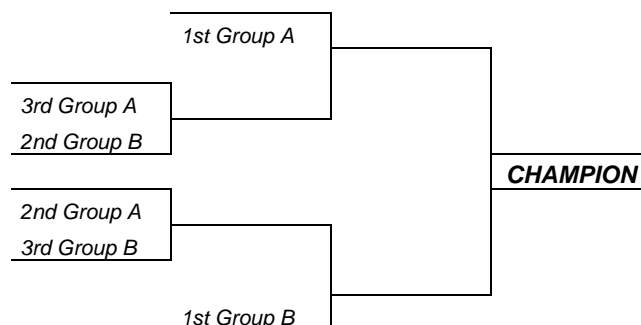 1st Group A
3rd Group A
2nd Group B
CHAMPION
2nd Group A
3rd Group B
1st Group B